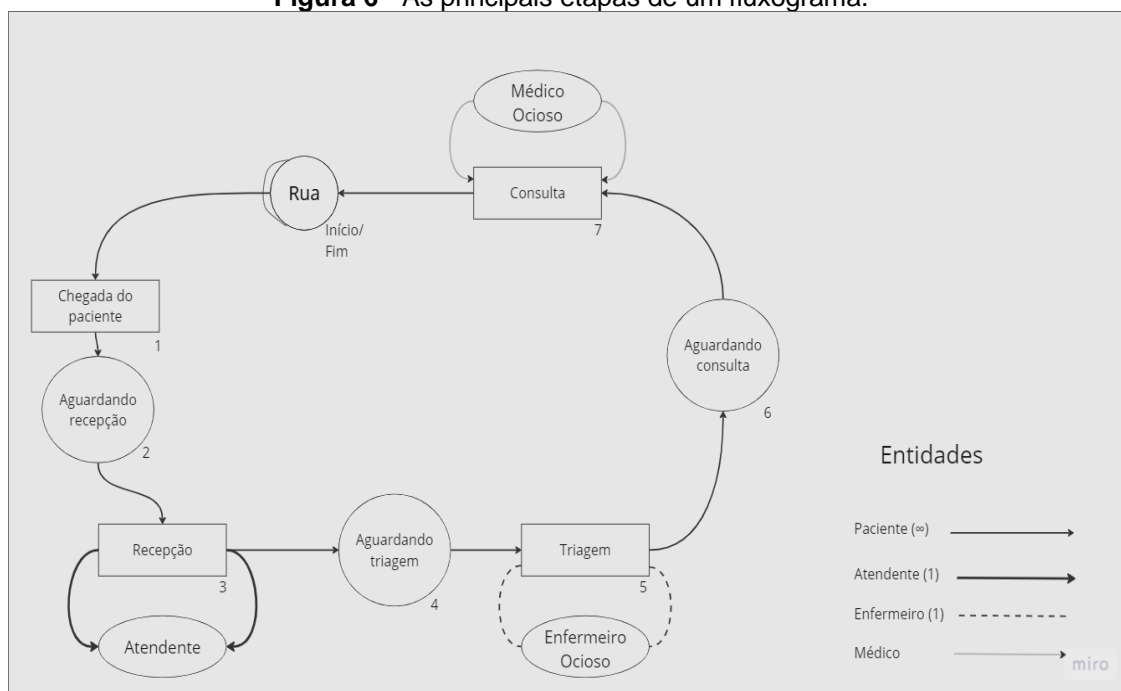 Figura 6 - As principais etapas de um fluxograma.
Médico
Ocioso
Rua
Início/
Fim
Consulta
7
Chegada do
paciente
1
Aguardando
recepção
2
Aguardando
consulta
6
Recepção
3
Aguardando
triagem
4
Triagem
5
Atendente
Enfermeiro
Ocioso
Entidades
Paciente (∞)
Atendente (1)
Enfermeiro (1)
Médico
miro